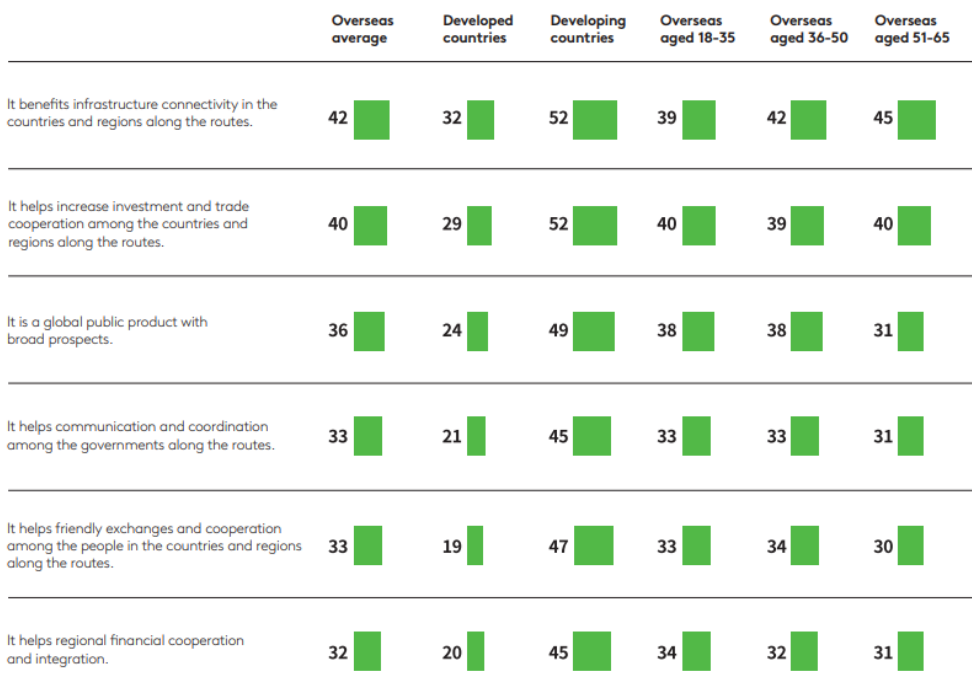 Overseas average
Developed countries
Developing countries
Overseas aged 18-35
Overseas aged 36-50
Overseas aged 51-65
It benefits infrastructure connectivity in the
countries and regions along the routes.
42 32 52 39 42 45
It helps increase investment and trade
cooperation among the countries and
regions along the routes.
40 29 52 40 39 40
It is a global public product with
broad prospects.
36 24 49 38 38 31
It helps communication and coordination
among the governments along the routes.
33 21 45 33 33 31
It helps friendly exchanges and cooperation
among the people in the countries and regions
along the routes.
33 19 47 33 34 30
It helps regional financial cooperation
and integration.
32 20 45 34 32 31